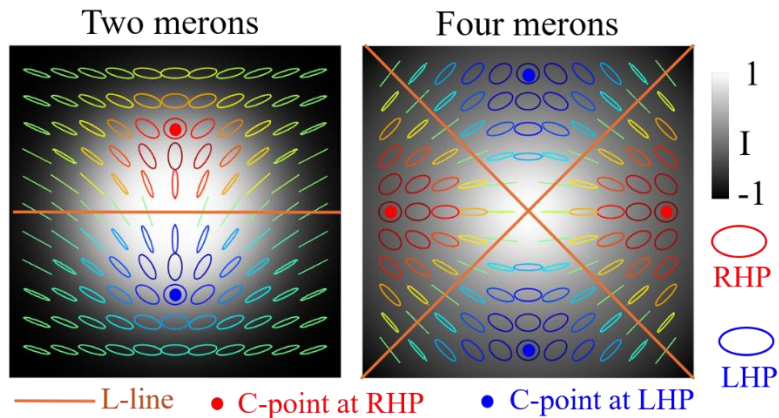 Two merons
Four merons
1
I
-1
RHP
LHP
L-line
C-point at RHP
C-point at LHP